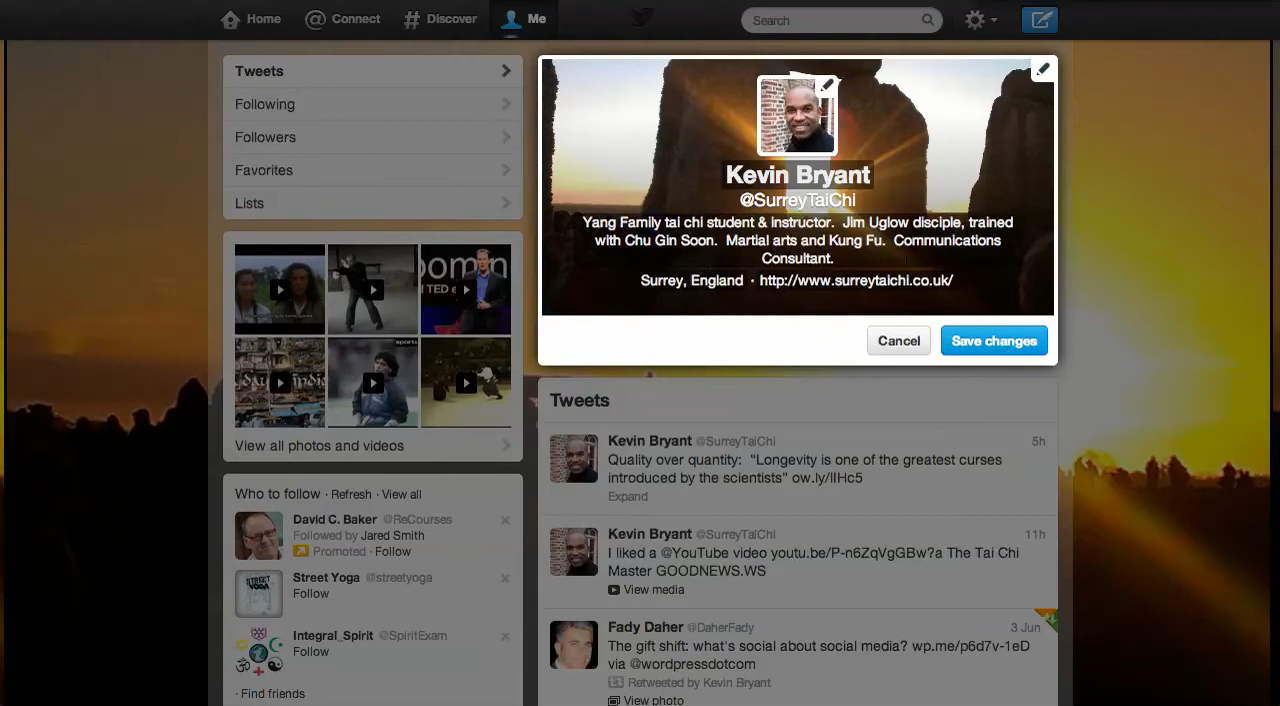 Home
Connect
Discover
Me
Search
Tweets
Following
Followers
Favorites
Lists
View all photos and videos
Who to follow · Refresh · View all
David C. Baker @ReCourses
Followed by Jared Smith
Promoted · Follow
Street Yoga @streetyoga
Follow
Integral_Spirit @SpiritExam
Follow
· Find friends
Kevin Bryant
@SurreyTaiChi
Yang Family tai chi student & instructor. Jim Uglow disciple, trained
with Chu Gin Soon. Martial arts and Kung Fu. Communications
Consultant.
Surrey, England · http://www.surreytaichi.co.uk/
Cancel
Save changes
Tweets
Kevin Bryant @SurreyTaiChi 5h
Quality over quantity: "Longevity is one of the greatest curses
introduced by the scientists" ow.ly/lIHc5
Expand
Kevin Bryant @SurreyTaiChi 11h
I liked a @YouTube video youtu.be/P-n6ZqVgGBw?a The Tai Chi
Master GOODNEWS.WS
View media
Fady Daher @DaherFady 3 Jun
The gift shift: what's social about social media? wp.me/p6d7v-1eD
via @wordpressdotcom
Retweeted by Kevin Bryant
View photo